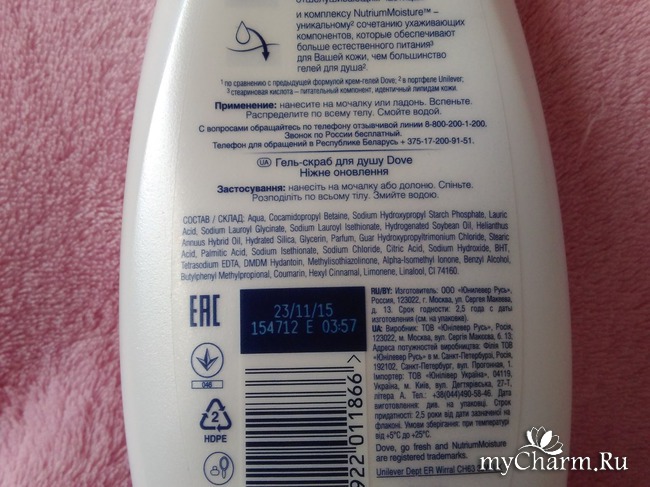 и комплексу NutriumMoisture™ –
уникальному² сочетанию ухаживающих
компонентов, которые обеспечивают
больше естественного питания³
для Вашей кожи, чем большинство
гелей для душа².
¹ по сравнению с предыдущей формулой крем-гелей Dove; ² в портфеле Unilever,
³ стеариновая кислота – питательный компонент, идентичный липидам кожи.
Применение: нанесите на мочалку или ладонь. Вспеньте.
Распределите по всему телу. Смойте водой.
С вопросами обращайтесь по телефону отзывчивой линии 8-800-200-1-200.
Звонок по России бесплатный.
Телефон для обращений в Республике Беларусь + 375-17-200-91-51.
UA Гель-скраб для душу Dove
Ніжне оновлення
Застосування: нанесіть на мочалку або долоню. Спіньте.
Розподіліть по всьому тілу. Змийте водою.
СОСТАВ / СКЛАД: Aqua, Cocamidopropyl Betaine, Sodium Hydroxypropyl Starch Phosphate, Lauric
Acid, Sodium Lauroyl Glycinate, Sodium Lauroyl Isethionate, Hydrogenated Soybean Oil, Helianthus
Annuus Hybrid Oil, Hydrated Silica, Glycerin, Parfum, Guar Hydroxypropyltrimonium Chloride, Stearic
Acid, Palmitic Acid, Sodium Isethionate, Sodium Chloride, Citric Acid, Sodium Hydroxide, BHT,
Tetrasodium EDTA, DMDM Hydantoin, Methylisothiazolinone, Alpha-Isomethyl Ionone, Benzyl Alcohol,
Butylphenyl Methylpropional, Coumarin, Hexyl Cinnamal, Limonene, Linalool, CI 74160.
EAC
23/11/15
154712 E 03:57
046
2
HDPE
922 011866 >
RU/BY: Изготовитель: ООО «Юнилевер Русь»,
Россия, 123022, г. Москва, ул. Сергея Макеева,
д. 13. Срок годности: 2,5 года с даты
изготовления (см. на упаковке).
UA: Виробник: ТОВ «Юнілевер Русь», Росія,
123022, м. Москва, вул. Сергія Макєєва, б. 13;
Адреса потужностей виробництва: Філія ТОВ
«Юнілевер Русь» в м. Санкт-Петербурзі, Росія,
192102, м. Санкт-Петербург, вул. Прогонная, 1.
Імпортер: ТОВ «Юнілевер Україна», 04119,
Україна, м. Київ, вул. Дегтярівська, 27-Т,
літера А. Тел.: +38(044)490-58-46. Дата
виготовлення: див. на упаковці. Строк
придатності: 2,5 роки від дати зазначеної на
флаконі. Умови зберігання: при температурі
від +5°C до +25°C.
Dove, go fresh and NutriumMoisture
are registered trademarks.
Unilever Dept ER Wirral CH63
myCharm.Ru